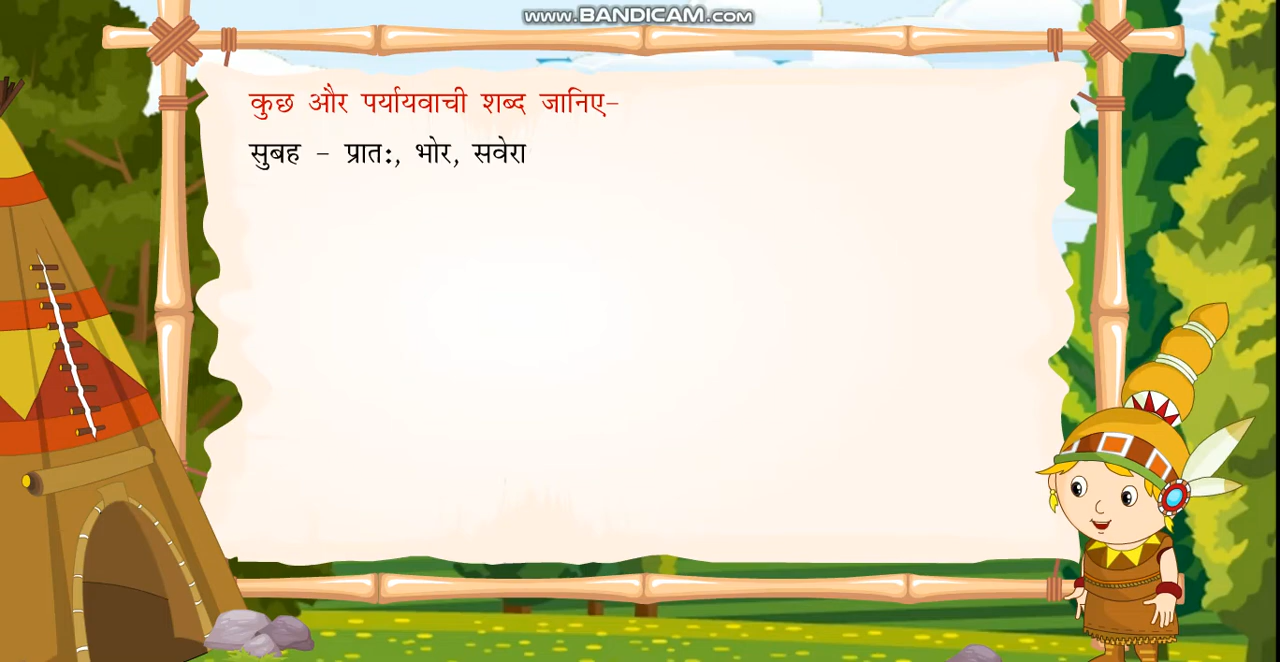 www.BANDICAM.com
कुछ और पर्यायवाची शब्द जानिए-
सुबह - प्रात:, भोर, सवेरा